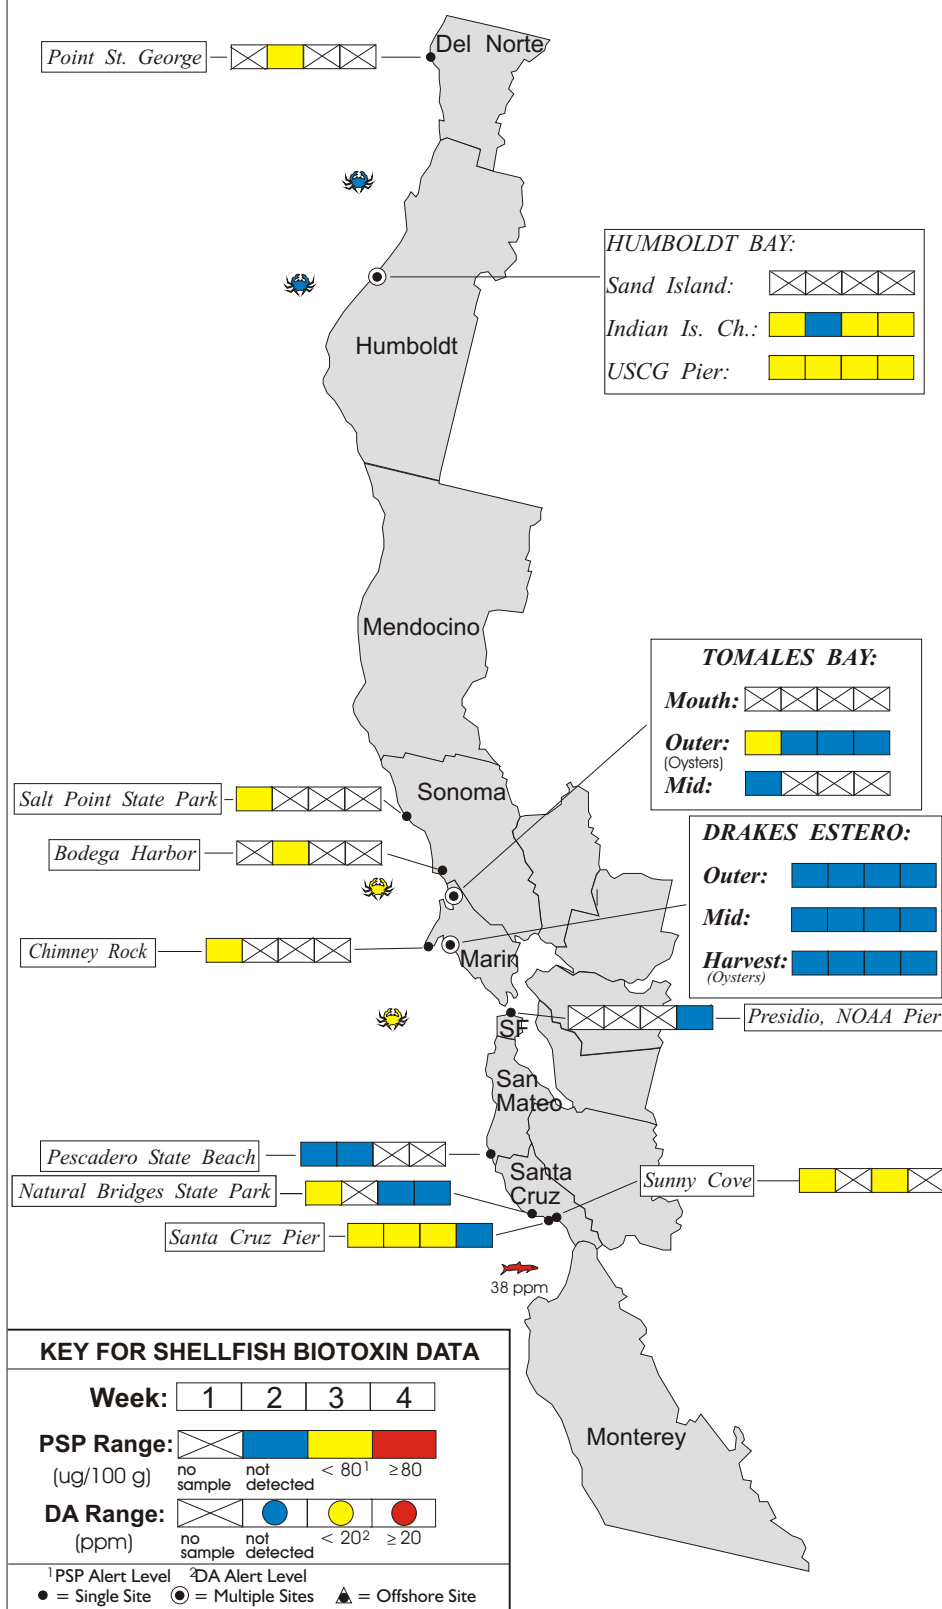 Del Norte
Point St. George
HUMBOLDT BAY:
Sand Island:
Indian Is. Ch.:
USCG Pier:
Humboldt
Mendocino
TOMALES BAY:
Mouth:
Outer:
(Oysters)
Mid:
Sonoma
Salt Point State Park
Bodega Harbor
DRAKES ESTERO:
Outer:
Mid:
Harvest:
(Oysters)
Chimney Rock
Marin
SF
Presidio, NOAA Pier
San
Mateo
Pescadero State Beach
Santa
Cruz
Natural Bridges State Park
Sunny Cove
Santa Cruz Pier
38 ppm
Monterey
KEY FOR SHELLFISH BIOTOXIN DATA
Week: 1 2 3 4
PSP Range:
(ug/100 g)
no sample
not detected
< 80¹
≥80
DA Range:
(ppm)
no sample
not detected
< 20²
≥ 20
¹PSP Alert Level ²DA Alert Level
= Single Site = Multiple Sites = Offshore Site